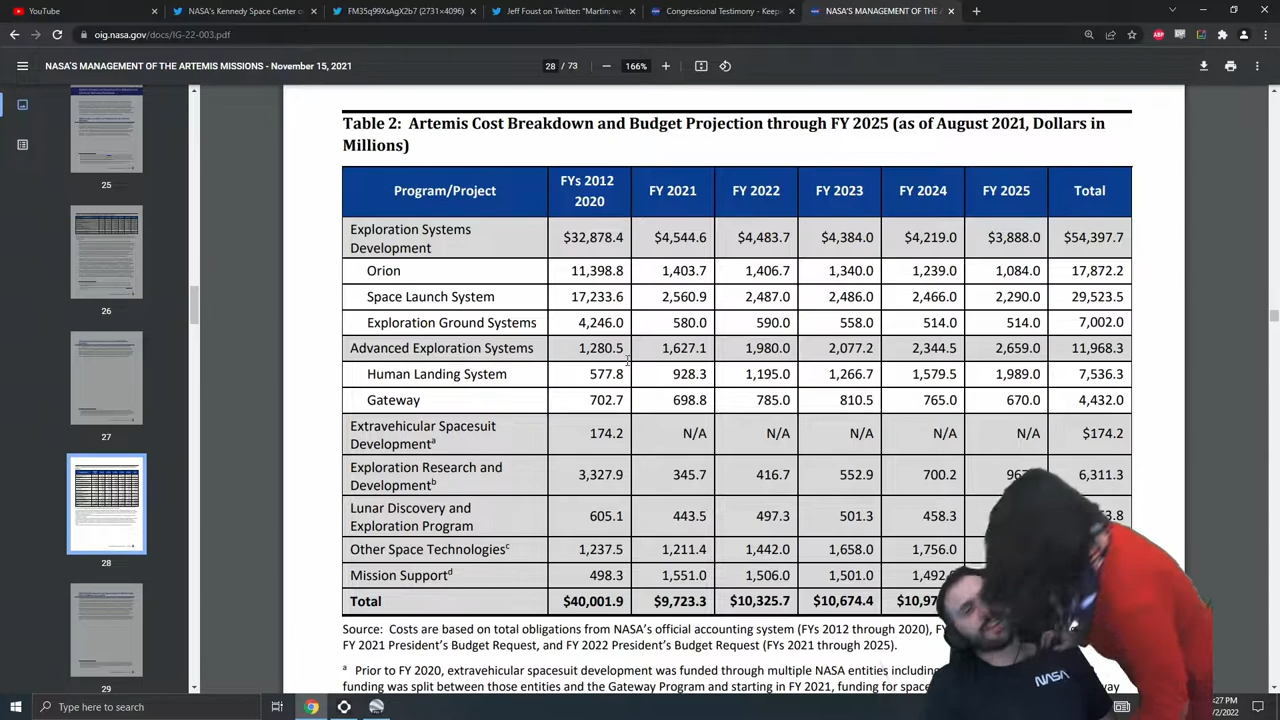 YouTube
NASA's Kennedy Space Center o
FM35q99XsAgX2b7 (2731×4096)
Jeff Foust on Twitter: "Martin: we
Congressional Testimony - Keepe
NASA'S MANAGEMENT OF THE A
oig.nasa.gov/docs/IG-22-003.pdf
NASA'S MANAGEMENT OF THE ARTEMIS MISSIONS - November 15, 2021
28 / 73
166%
25
26
27
28
29
Table 2: Artemis Cost Breakdown and Budget Projection through FY 2025 (as of August 2021, Dollars in
Millions)
Program/Project FYs 2012 2020 FY 2021 FY 2022 FY 2023 FY 2024 FY 2025 Total
Exploration Systems Development $32,878.4 $4,544.6 $4,483.7 $4,384.0 $4,219.0 $3,888.0 $54,397.7
Orion 11,398.8 1,403.7 1,406.7 1,340.0 1,239.0 1,084.0 17,872.2
Space Launch System 17,233.6 2,560.9 2,487.0 2,486.0 2,466.0 2,290.0 29,523.5
Exploration Ground Systems 4,246.0 580.0 590.0 558.0 514.0 514.0 7,002.0
Advanced Exploration Systems 1,280.5 1,627.1 1,980.0 2,077.2 2,344.5 2,659.0 11,968.3
Human Landing System 577.8 928.3 1,195.0 1,266.7 1,579.5 1,989.0 7,536.3
Gateway 702.7 698.8 785.0 810.5 765.0 670.0 4,432.0
Extravehicular Spacesuit Developmentᵃ 174.2 N/A N/A N/A N/A N/A $174.2
Exploration Research and Developmentᵇ 3,327.9 345.7 416.7 552.9 700.2 6,311.3
Lunar Discovery and Exploration Program 605.1 443.5 497.3 501.3 458.3
Other Space Technologiesᶜ 1,237.5 1,211.4 1,442.0 1,658.0 1,756.0
Mission Supportᵈ 498.3 1,551.0 1,506.0 1,501.0 1,492
Total $40,001.9 $9,723.3 $10,325.7 $10,674.4 $10,97
Source: Costs are based on total obligations from NASA's official accounting system (FYs 2012 through 2020), F
FY 2021 President's Budget Request, and FY 2022 President's Budget Request (FYs 2021 through 2025).
ᵃ Prior to FY 2020, extravehicular spacesuit development was funded through multiple NASA entities including
funding was split between those entities and the Gateway Program and starting in FY 2021, funding for space
NASA
Type here to search
:27 PM
/2/2022